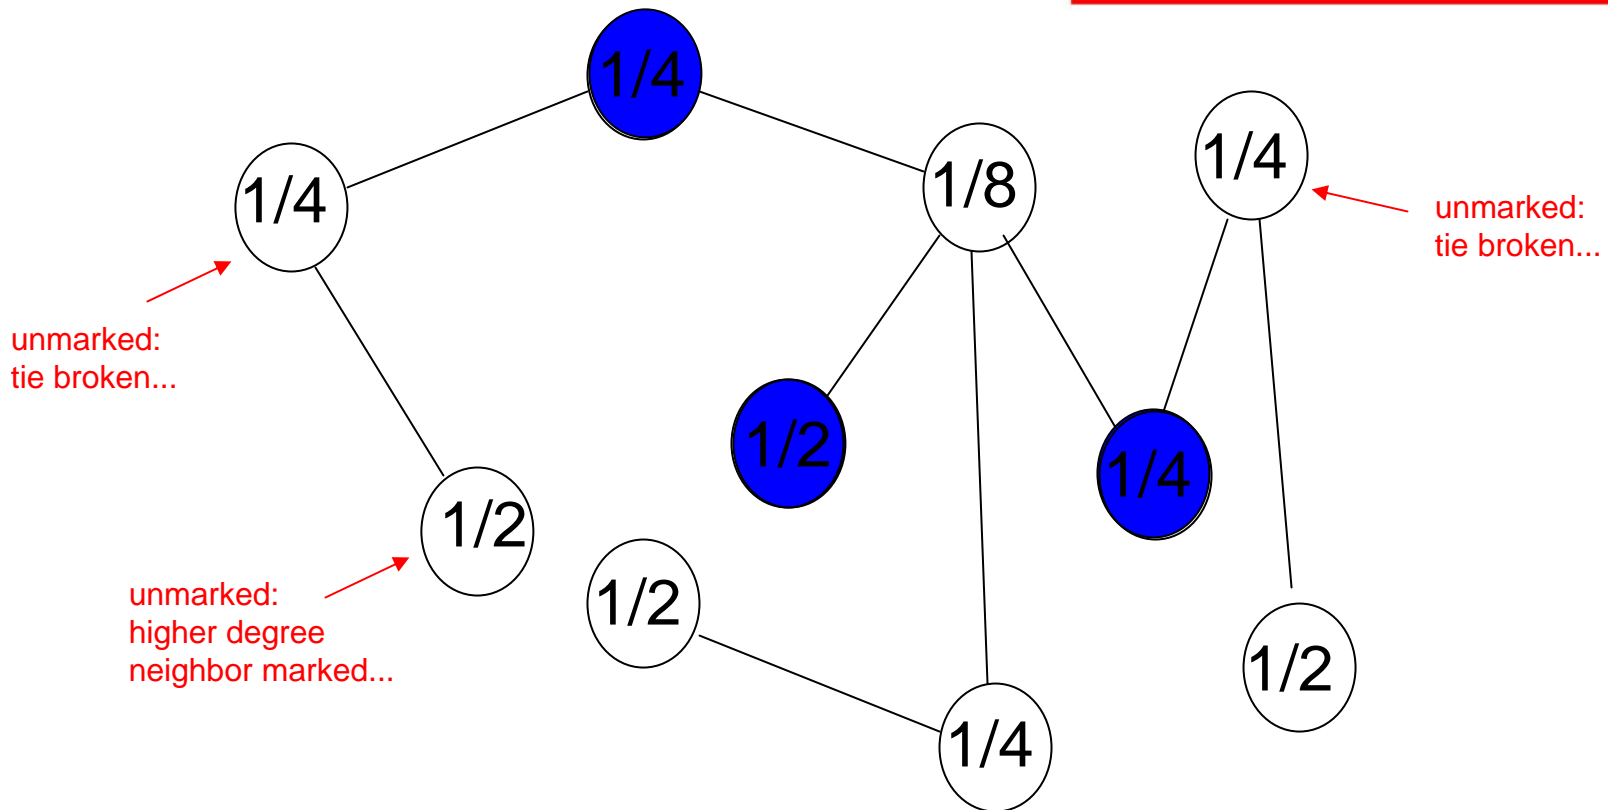 1/4
1/4
1/8
1/4
unmarked:
tie broken...
unmarked:
tie broken...
1/2
1/4
1/2
unmarked:
higher degree
neighbor marked...
1/2
1/2
1/4